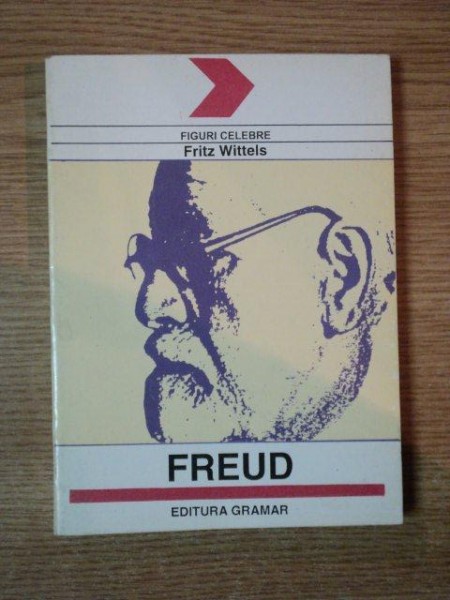 FIGURI CELEBRE
Fritz Wittels
FREUD
EDITURA GRAMAR